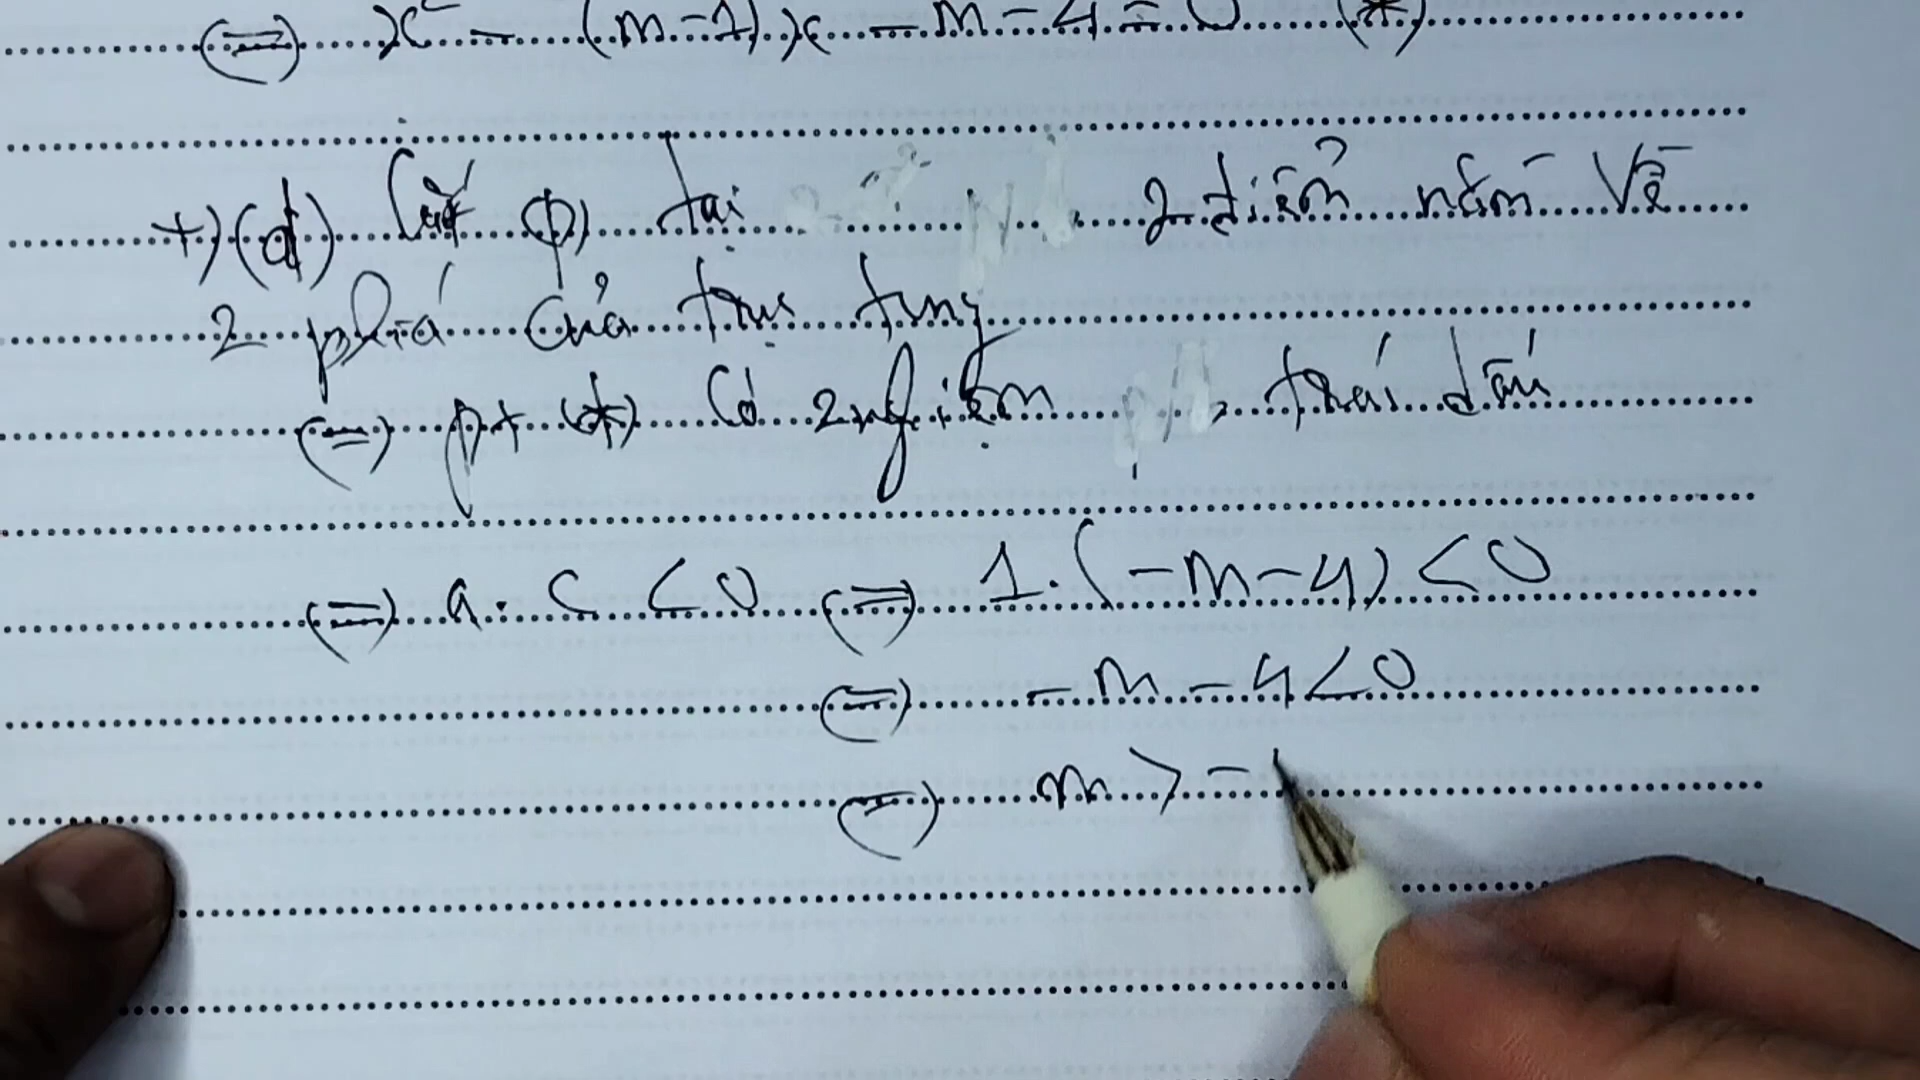 ⇔ x² - (m-1)x - m - 4 = 0 (*)
+) (d) cắt (P) tại 2 điểm nằm về
2 phía của trục tung
⇔ pt (*) có 2 nghiệm trái dấu
⇔ a.c < 0 ⇔ 1.(-m-4) < 0
⇔ -m - 4 < 0
⇔ m > -